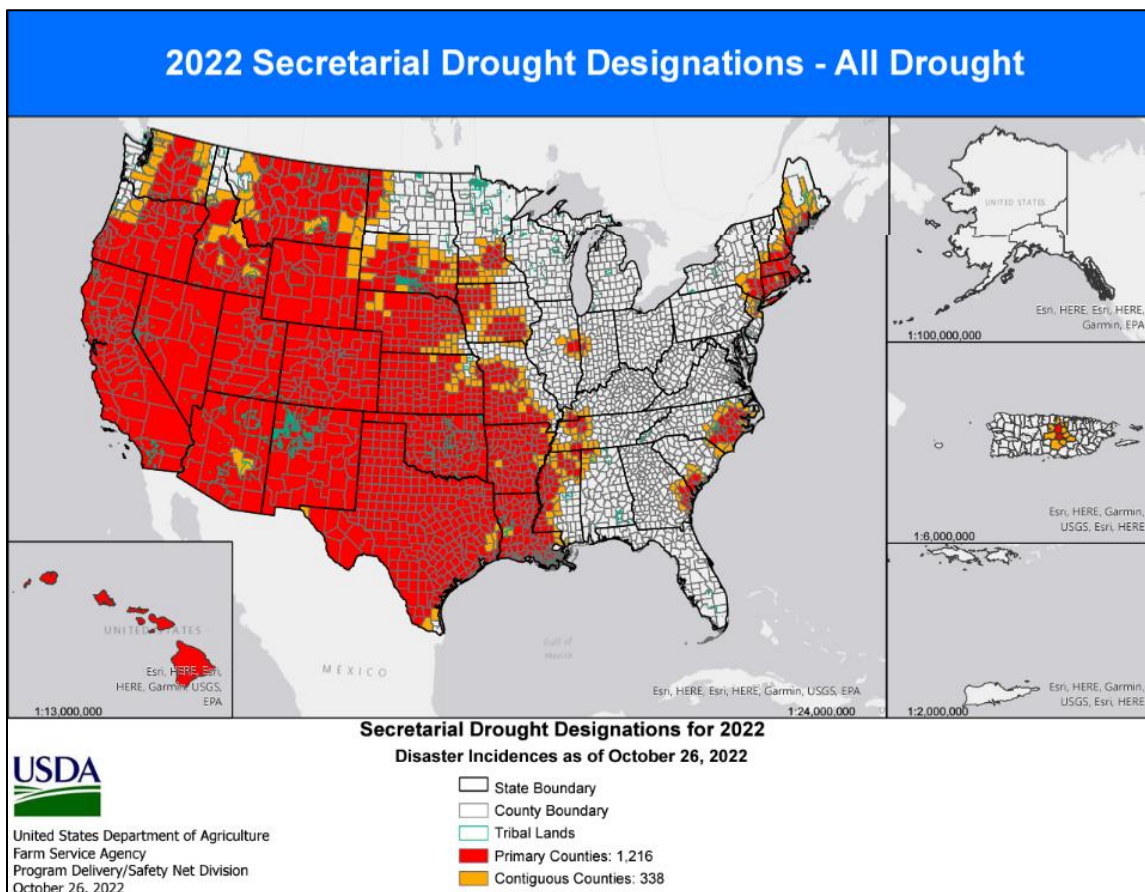 2022 Secretarial Drought Designations - All Drought
UNITED STATES
Esri, HERE, Esri, HERE,
Garmin, EPA
1:100,000,000
Esri, HERE, Garmin,
USGS, Esri, HERE
1:6,000,000
Esri, HERE, Garmin,
USGS, Esri, HERE
1:2,000,000
UNITED STATES
Esri, HERE, Esri,
HERE, Garmin, USGS,
EPA
1:13,000,000
MÉXICO
Gulf of
Mexico
Esri, HERE, Esri, HERE, Garmin, USGS, EPA
1:24,000,000
Secretarial Drought Designations for 2022
Disaster Incidences as of October 26, 2022
State Boundary
County Boundary
Tribal Lands
Primary Counties: 1,216
Contiguous Counties: 338
USDA
United States Department of Agriculture
Farm Service Agency
Program Delivery/Safety Net Division
October 26, 2022